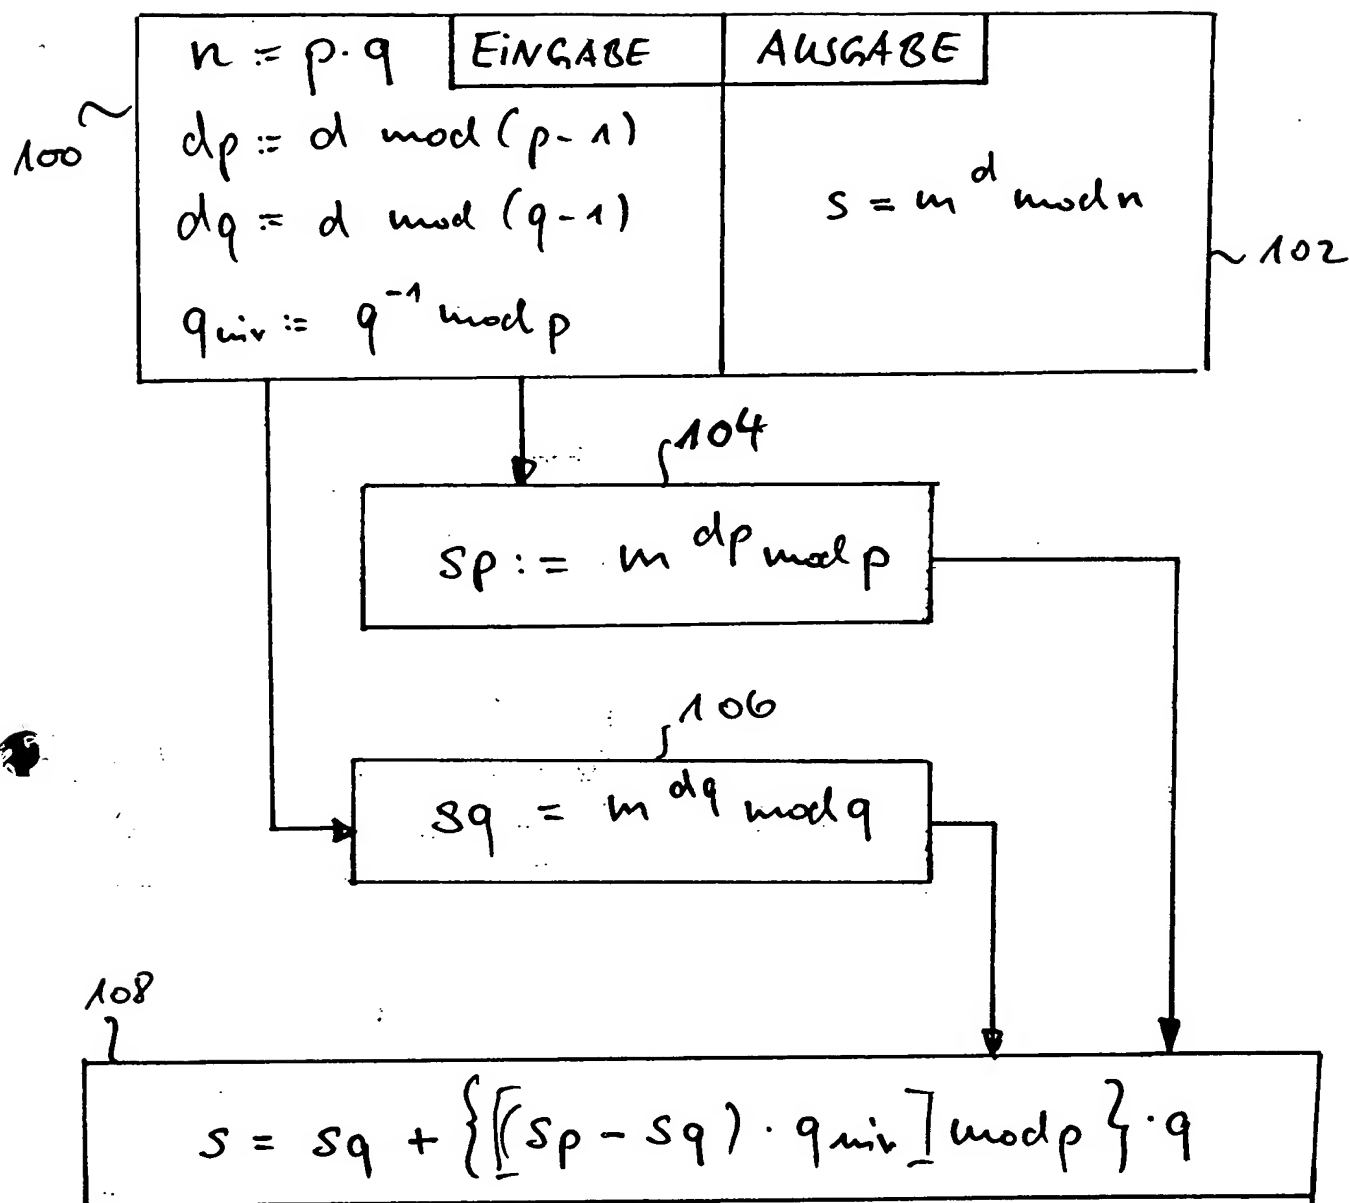 n := p·q
EINGABE
AUSGABE
100
dp := d mod (p-1)
dq := d mod (q-1)
qinv := q⁻¹ mod p
s = m^d mod n
102
104
sp := m^dp mod p
106
sq = m^dq mod q
108
s = sq + {[(sp - sq) · qinv] mod p} · q